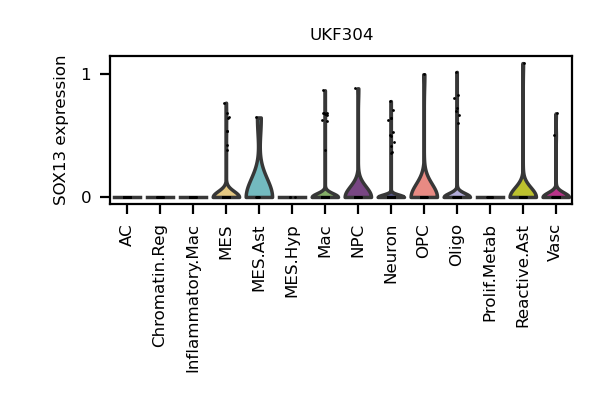 UKF304
SOX13 expression
1
0
AC
Chromatin.Reg
Inflammatory.Mac
MES
MES.Ast
MES.Hyp
Mac
NPC
Neuron
OPC
Oligo
Prolif.Metab
Reactive.Ast
Vasc